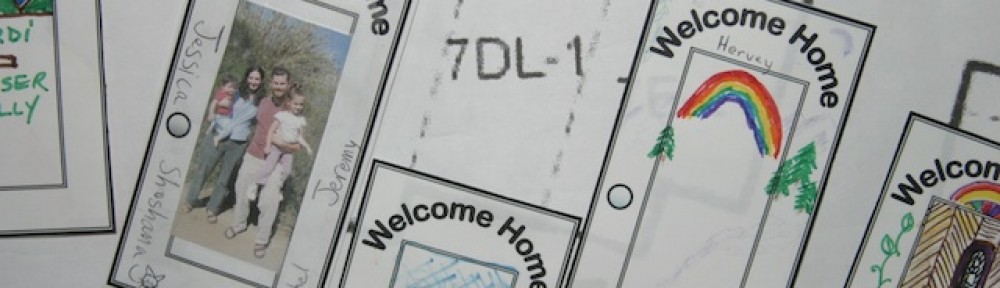 RDi
SER
LLY
Jessica
Shoshana
me
Jeremy
7DL-1
Welcome Home
Welcome Home
Hervey
Welcom